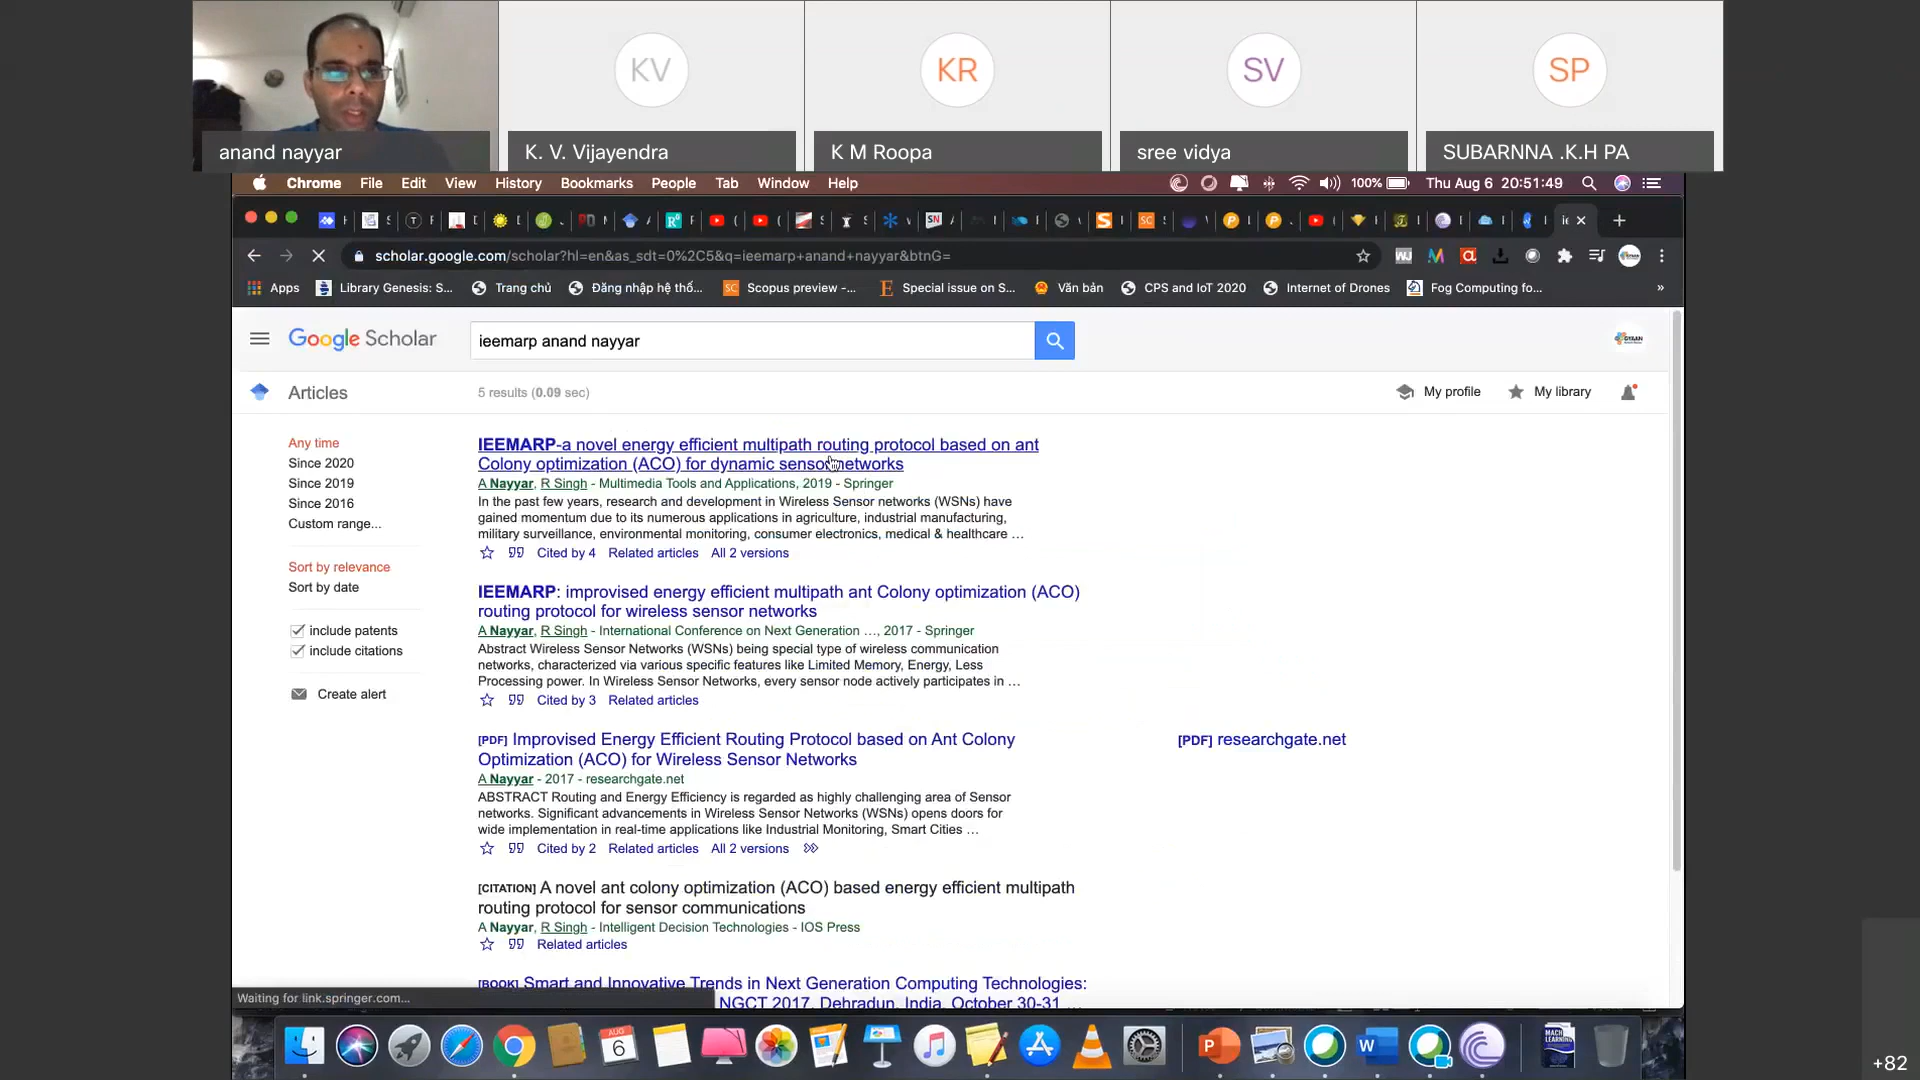 KV
KR
SV
SP
anand nayyar
K. V. Vijayendra
K M Roopa
sree vidya
SUBARNNA .K.H PA
Chrome File Edit View History Bookmarks People Tab Window Help
100% Thu Aug 6 20:51:49
scholar.google.com/scholar?hl=en&as_sdt=0%2C5&q=ieemarp+anand+nayyar&btnG=
Apps Library Genesis: S... Trang chủ Đăng nhập hệ thố... Scopus preview -... Special issue on S... Văn bản CPS and IoT 2020 Internet of Drones Fog Computing fo... »
Google Scholar
ieemarp anand nayyar
Articles
5 results (0.09 sec)
My profile My library
Any time
Since 2020
Since 2019
Since 2016
Custom range...
Sort by relevance
Sort by date
include patents
include citations
Create alert
IEEMARP-a novel energy efficient multipath routing protocol based on ant
Colony optimization (ACO) for dynamic sensor networks
A Nayyar, R Singh - Multimedia Tools and Applications, 2019 - Springer
In the past few years, research and development in Wireless Sensor networks (WSNs) have
gained momentum due to its numerous applications in agriculture, industrial manufacturing,
military surveillance, environmental monitoring, consumer electronics, medical & healthcare ...
Cited by 4 Related articles All 2 versions
IEEMARP: improvised energy efficient multipath ant Colony optimization (ACO)
routing protocol for wireless sensor networks
A Nayyar, R Singh - International Conference on Next Generation ..., 2017 - Springer
Abstract Wireless Sensor Networks (WSNs) being special type of wireless communication
networks, characterized via various specific features like Limited Memory, Energy, Less
Processing power. In Wireless Sensor Networks, every sensor node actively participates in ...
Cited by 3 Related articles
[PDF] Improvised Energy Efficient Routing Protocol based on Ant Colony
Optimization (ACO) for Wireless Sensor Networks
A Nayyar - 2017 - researchgate.net
ABSTRACT Routing and Energy Efficiency is regarded as highly challenging area of Sensor
networks. Significant advancements in Wireless Sensor Networks (WSNs) opens doors for
wide implementation in real-time applications like Industrial Monitoring, Smart Cities ...
Cited by 2 Related articles All 2 versions
[PDF] researchgate.net
[CITATION] A novel ant colony optimization (ACO) based energy efficient multipath
routing protocol for sensor communications
A Nayyar, R Singh - Intelligent Decision Technologies - IOS Press
Related articles
[BOOK] Smart and Innovative Trends in Next Generation Computing Technologies:
NGCT 2017, Dehradun, India, October 30-31 ...
Waiting for link.springer.com...
AUG
6
+82